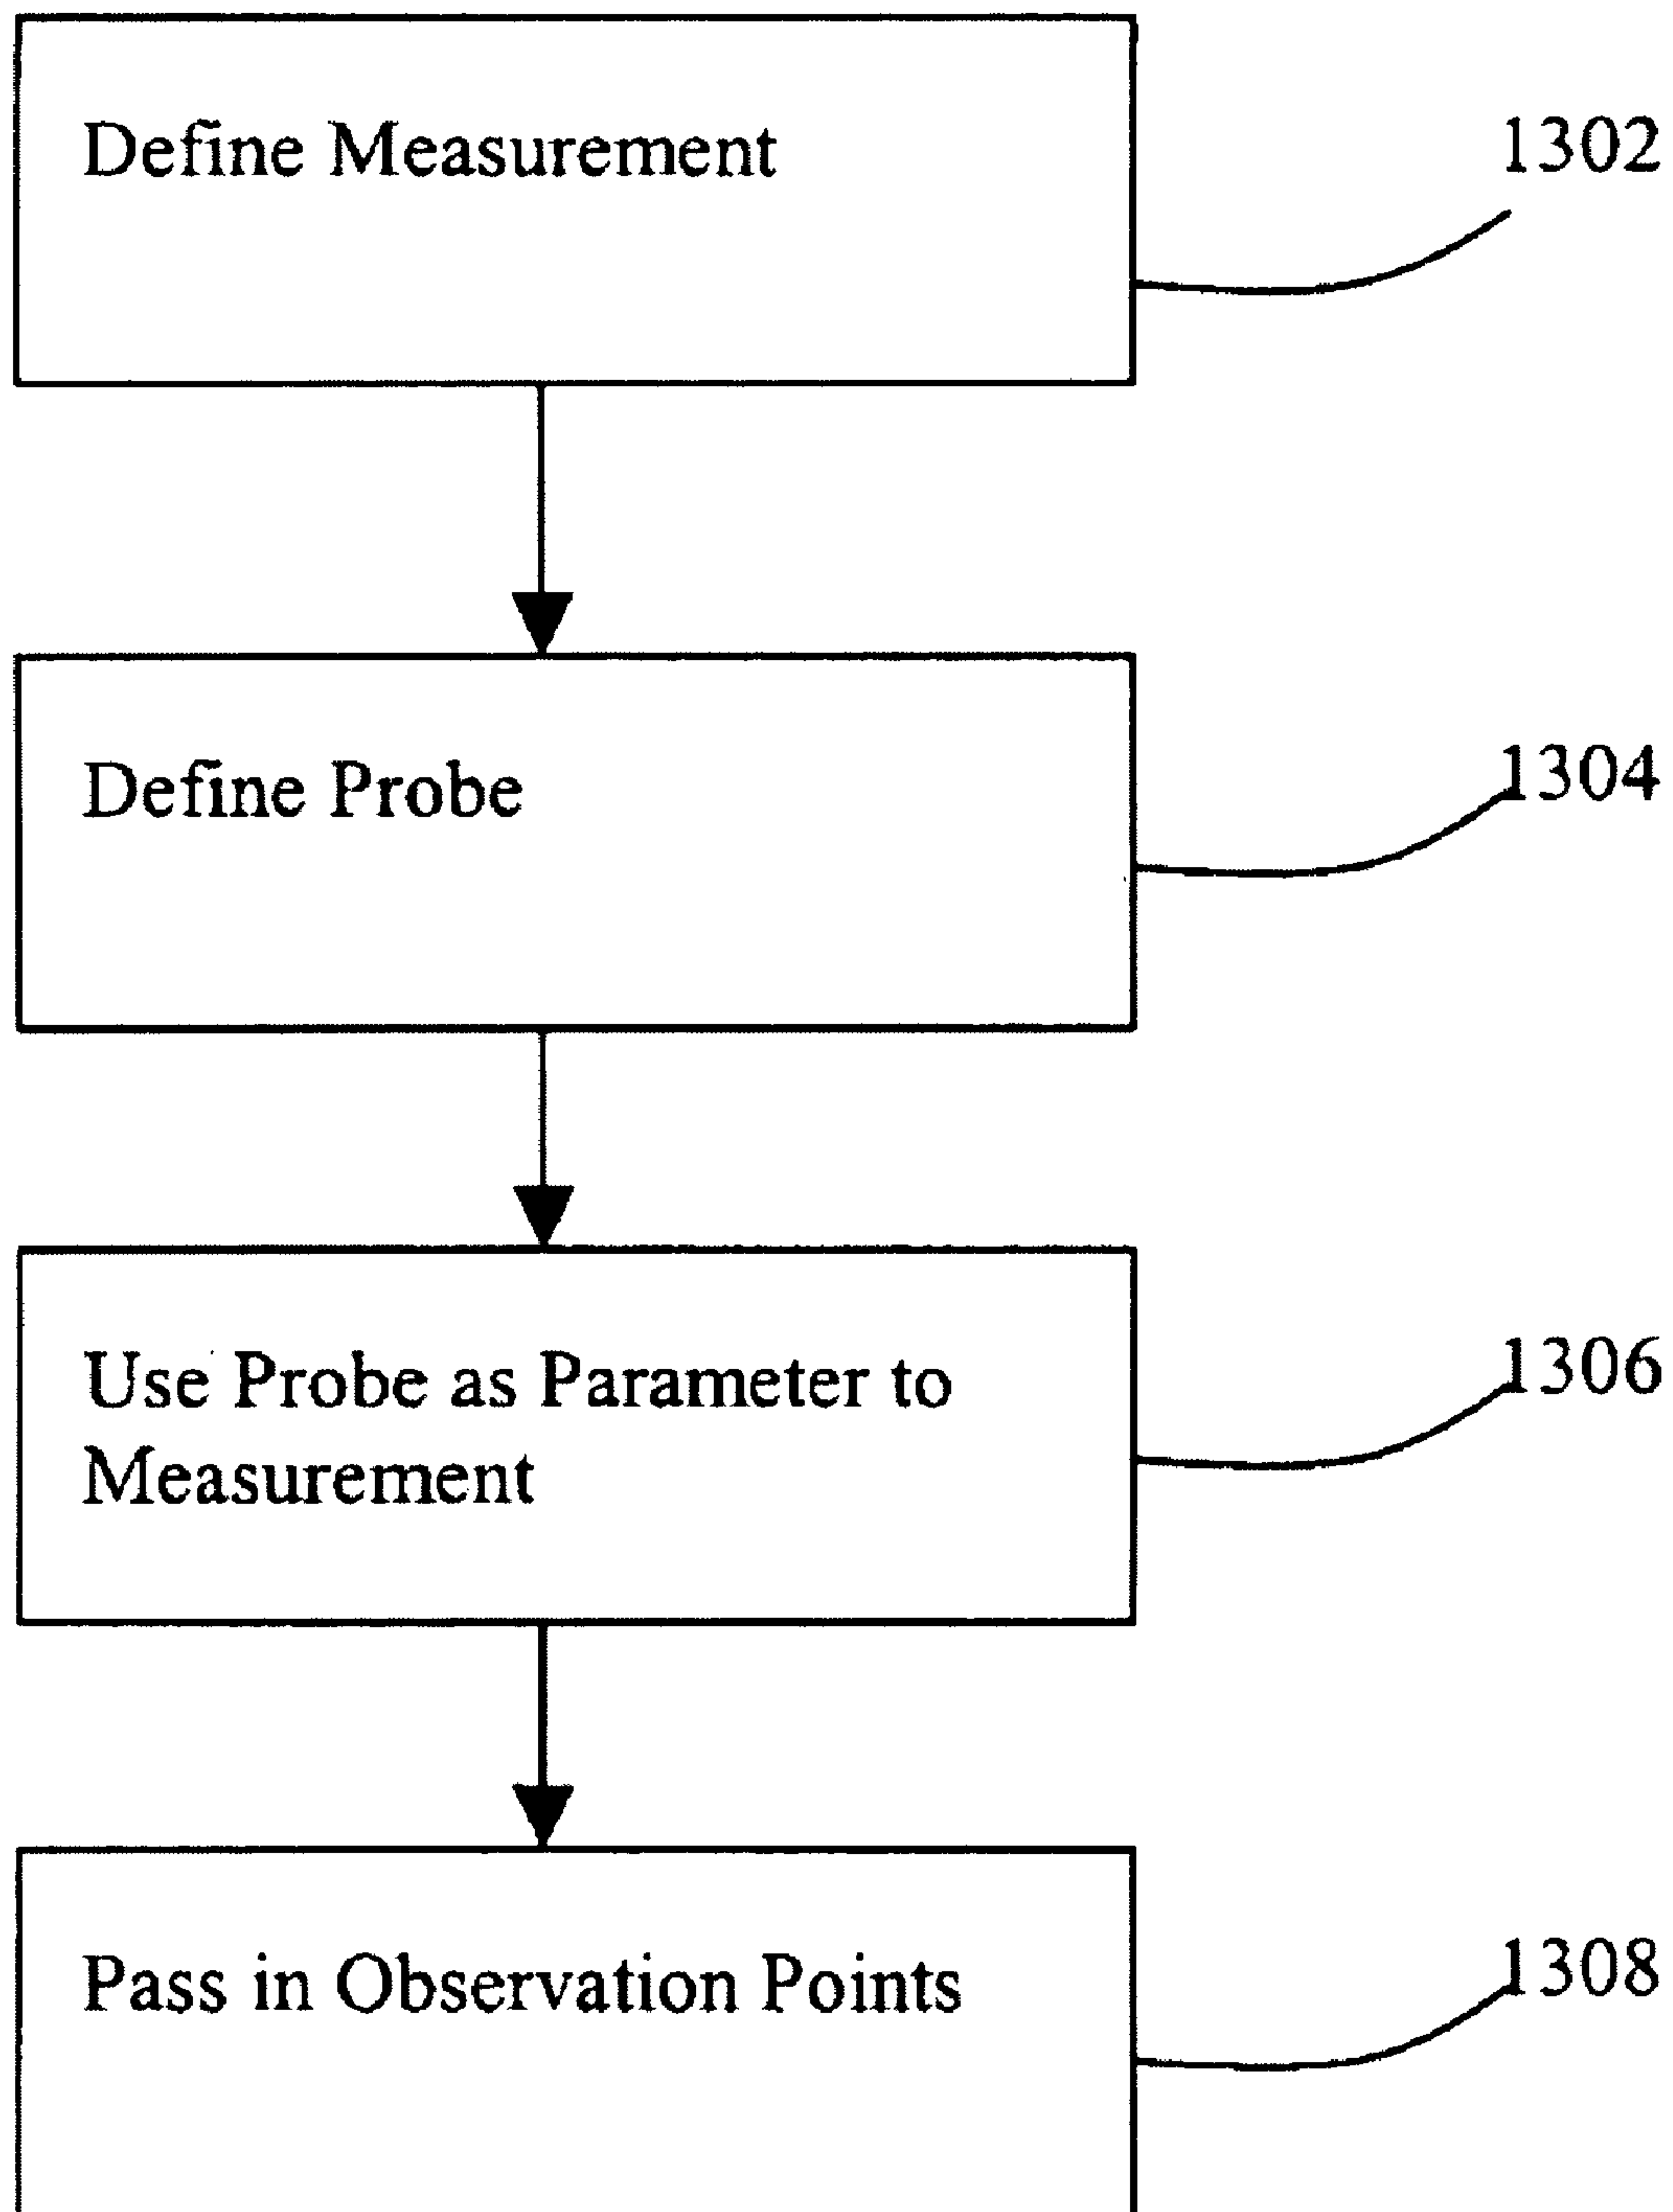 Define Measurement
1302
Define Probe
1304
Use Probe as Parameter to
Measurement
1306
Pass in Observation Points
1308